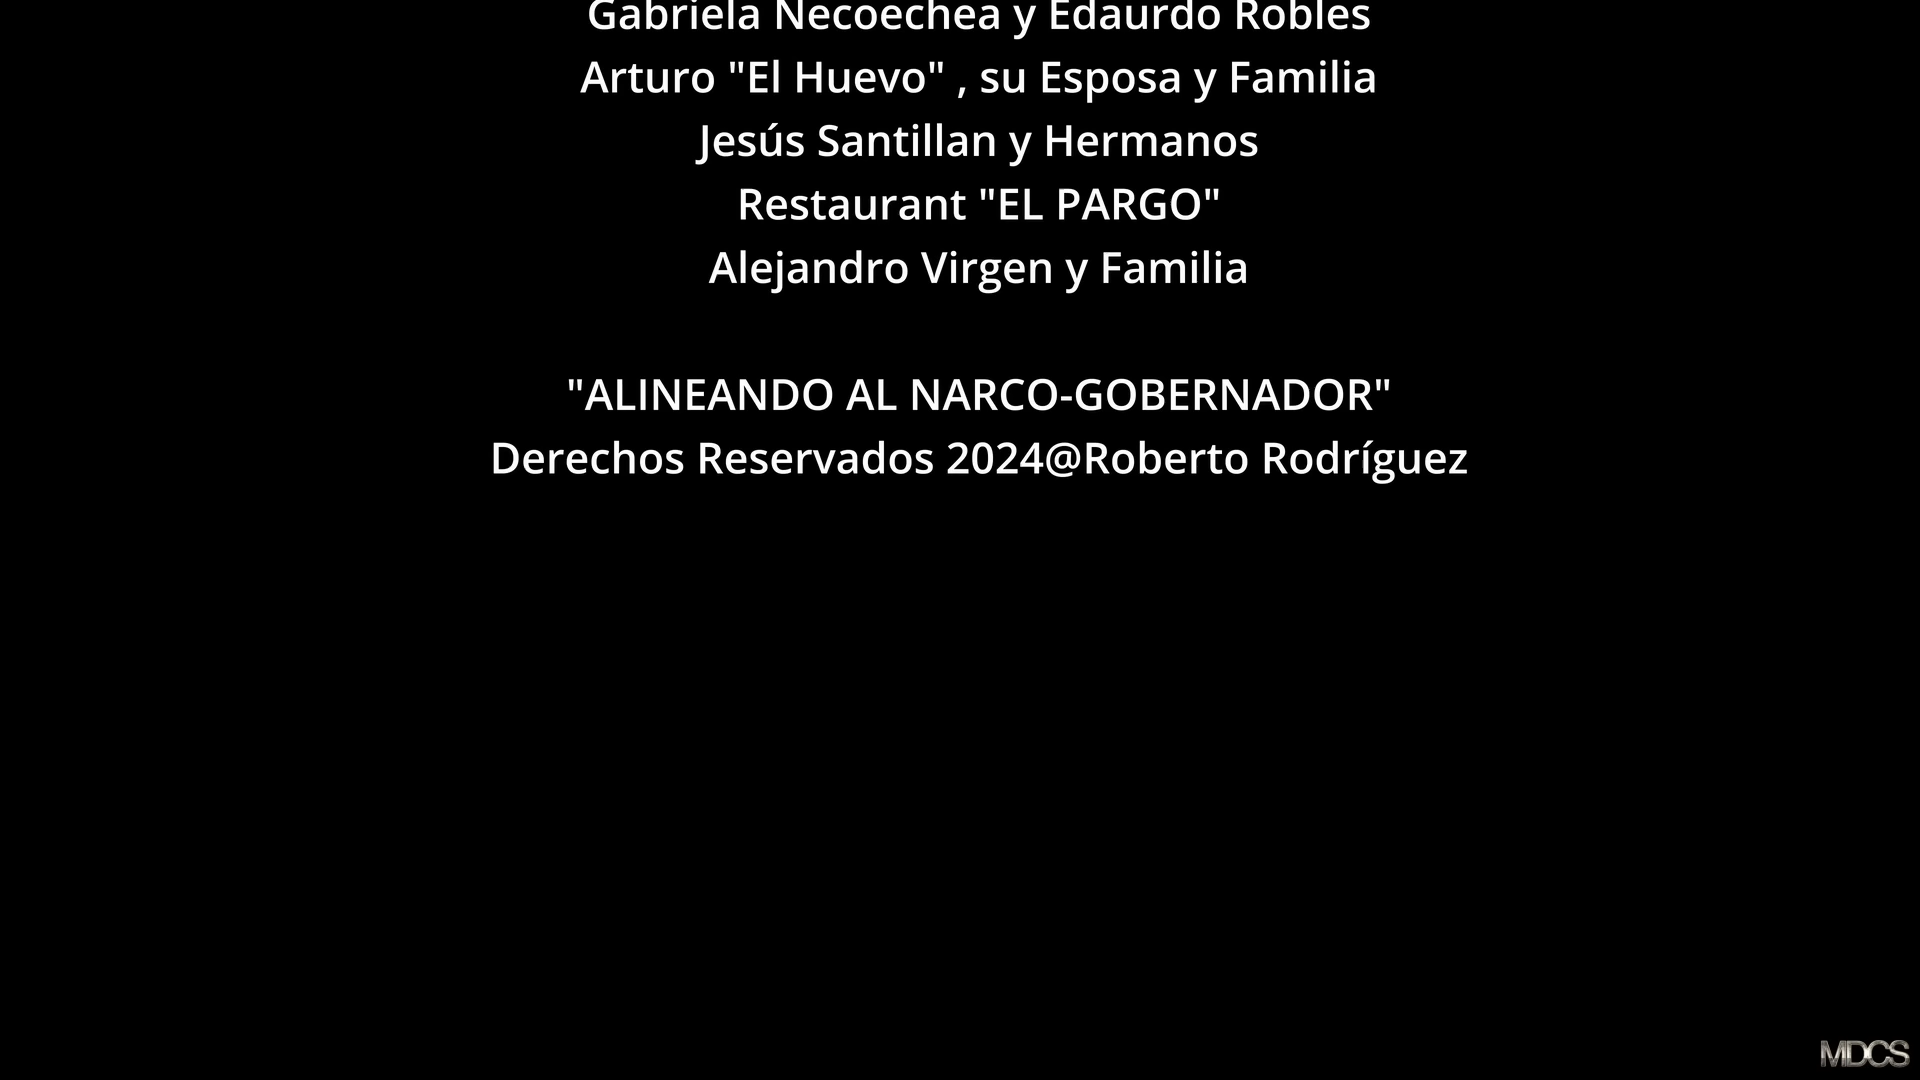 Gabriela Necoechea y Edaurdo Robles
Arturo "El Huevo" , su Esposa y Familia
Jesús Santillan y Hermanos
Restaurant "EL PARGO"
Alejandro Virgen y Familia
"ALINEANDO AL NARCO-GOBERNADOR"
Derechos Reservados 2024@Roberto Rodríguez
MDCS